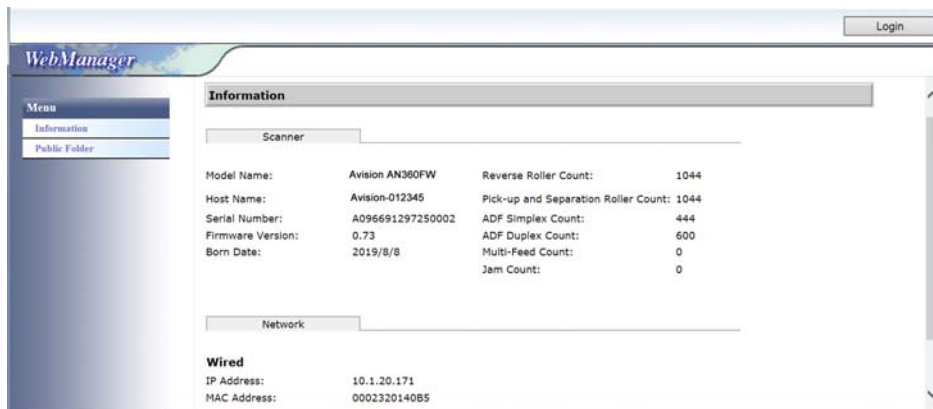 Login
WebManager
Menu
Information
Public Folder
Information
Scanner
Model Name: Avision AN360FW Reverse Roller Count: 1044
Host Name: Avision-012345 Pick-up and Separation Roller Count: 1044
Serial Number: A096691297250002 ADF Simplex Count: 444
Firmware Version: 0.73 ADF Duplex Count: 600
Born Date: 2019/8/8 Multi-Feed Count: 0
Jam Count: 0
Network
Wired
IP Address: 10.1.20.171
MAC Address: 0002320140B5